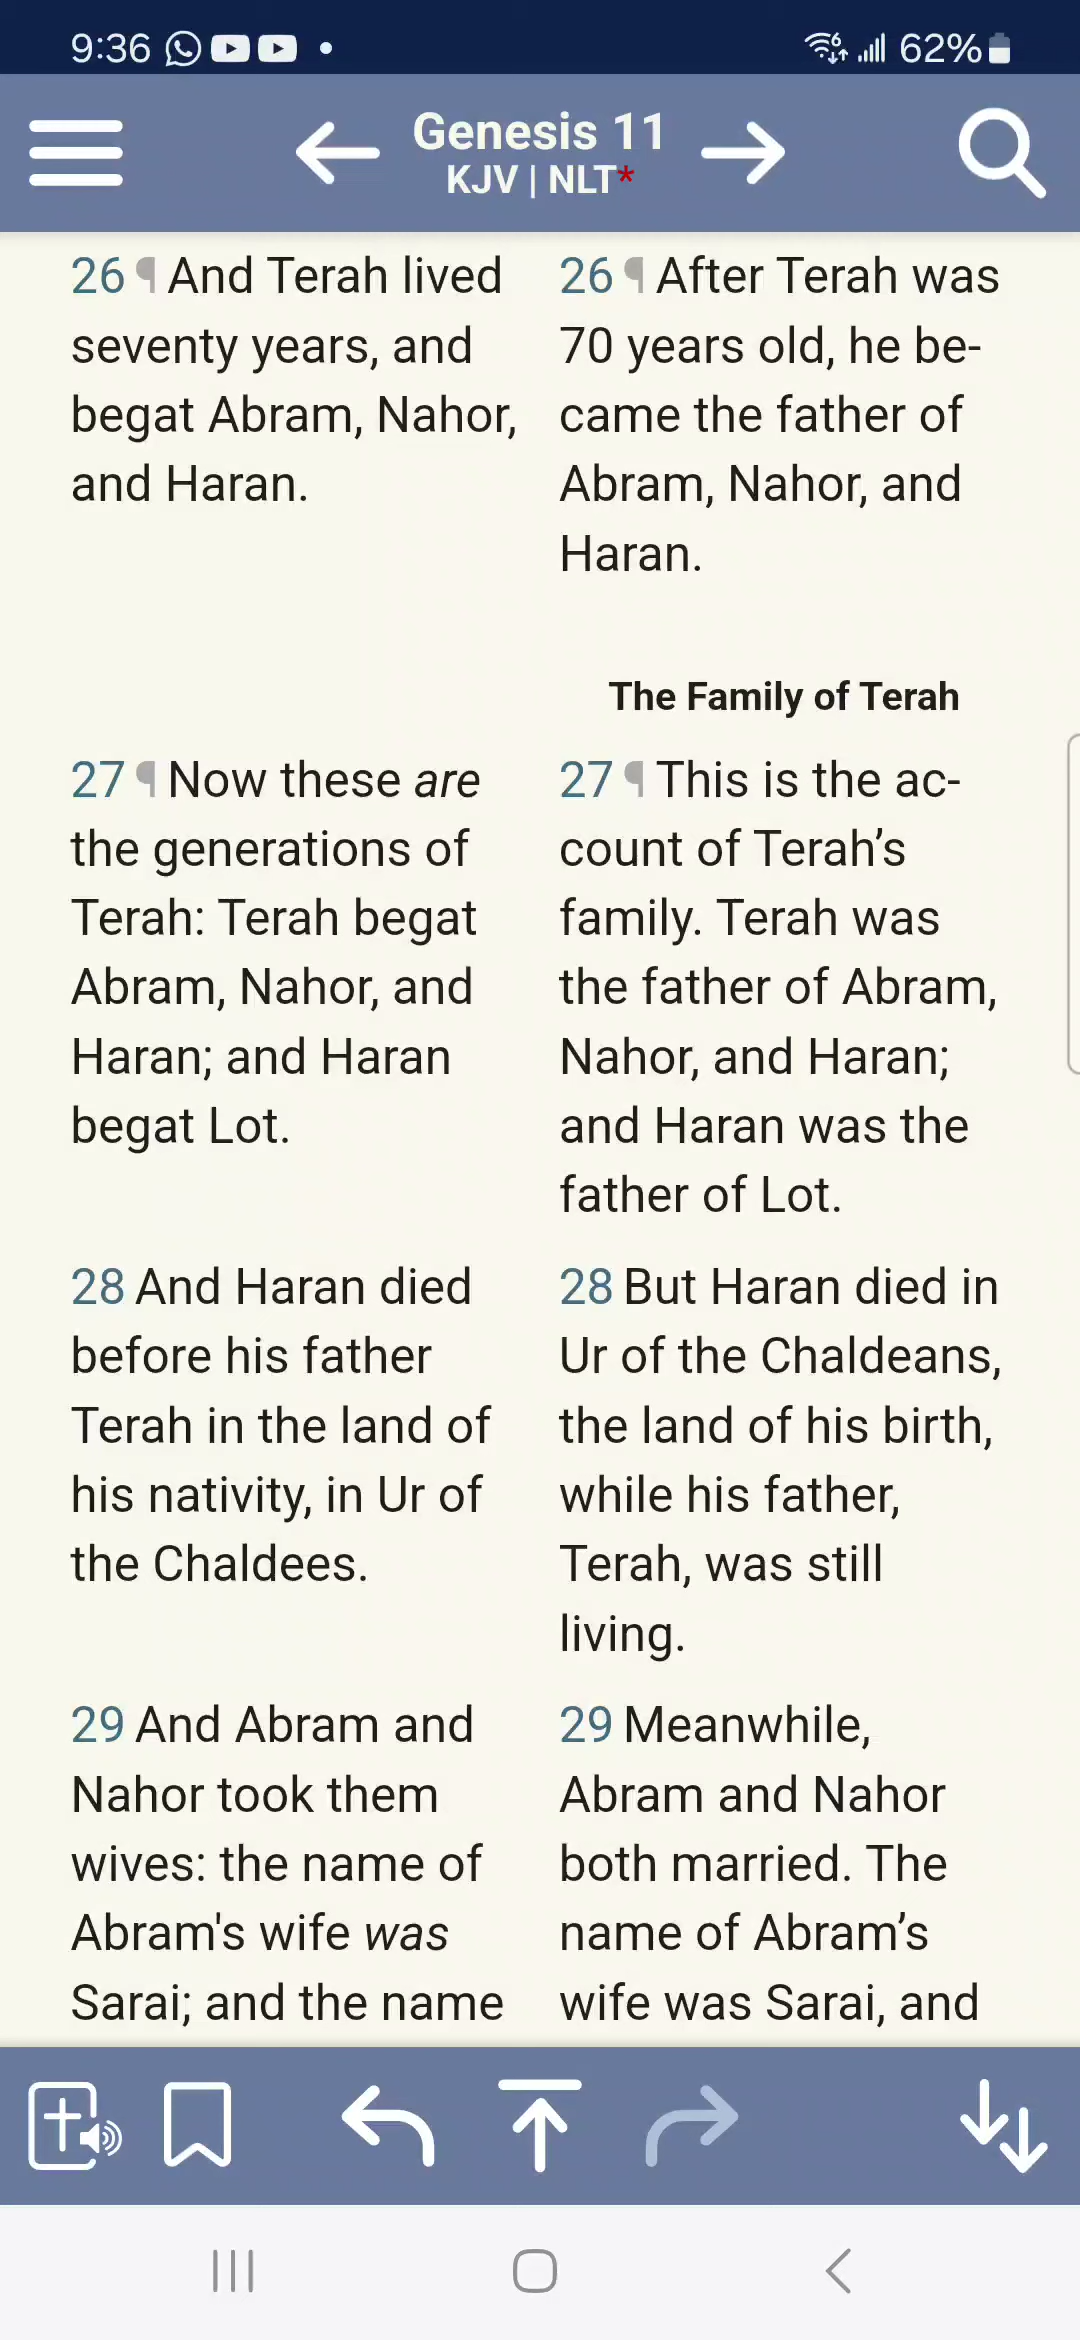 9:36
62%
Genesis 11
KJV | NLT*
26 ¶ And Terah lived
seventy years, and
begat Abram, Nahor,
and Haran.
26 ¶ After Terah was
70 years old, he be-
came the father of
Abram, Nahor, and
Haran.
The Family of Terah
27 ¶ Now these are
the generations of
Terah: Terah begat
Abram, Nahor, and
Haran; and Haran
begat Lot.
27 ¶ This is the ac-
count of Terah’s
family. Terah was
the father of Abram,
Nahor, and Haran;
and Haran was the
father of Lot.
28 And Haran died
before his father
Terah in the land of
his nativity, in Ur of
the Chaldees.
28 But Haran died in
Ur of the Chaldeans,
the land of his birth,
while his father,
Terah, was still
living.
29 And Abram and
Nahor took them
wives: the name of
Abram's wife was
Sarai; and the name
29 Meanwhile,
Abram and Nahor
both married. The
name of Abram’s
wife was Sarai, and